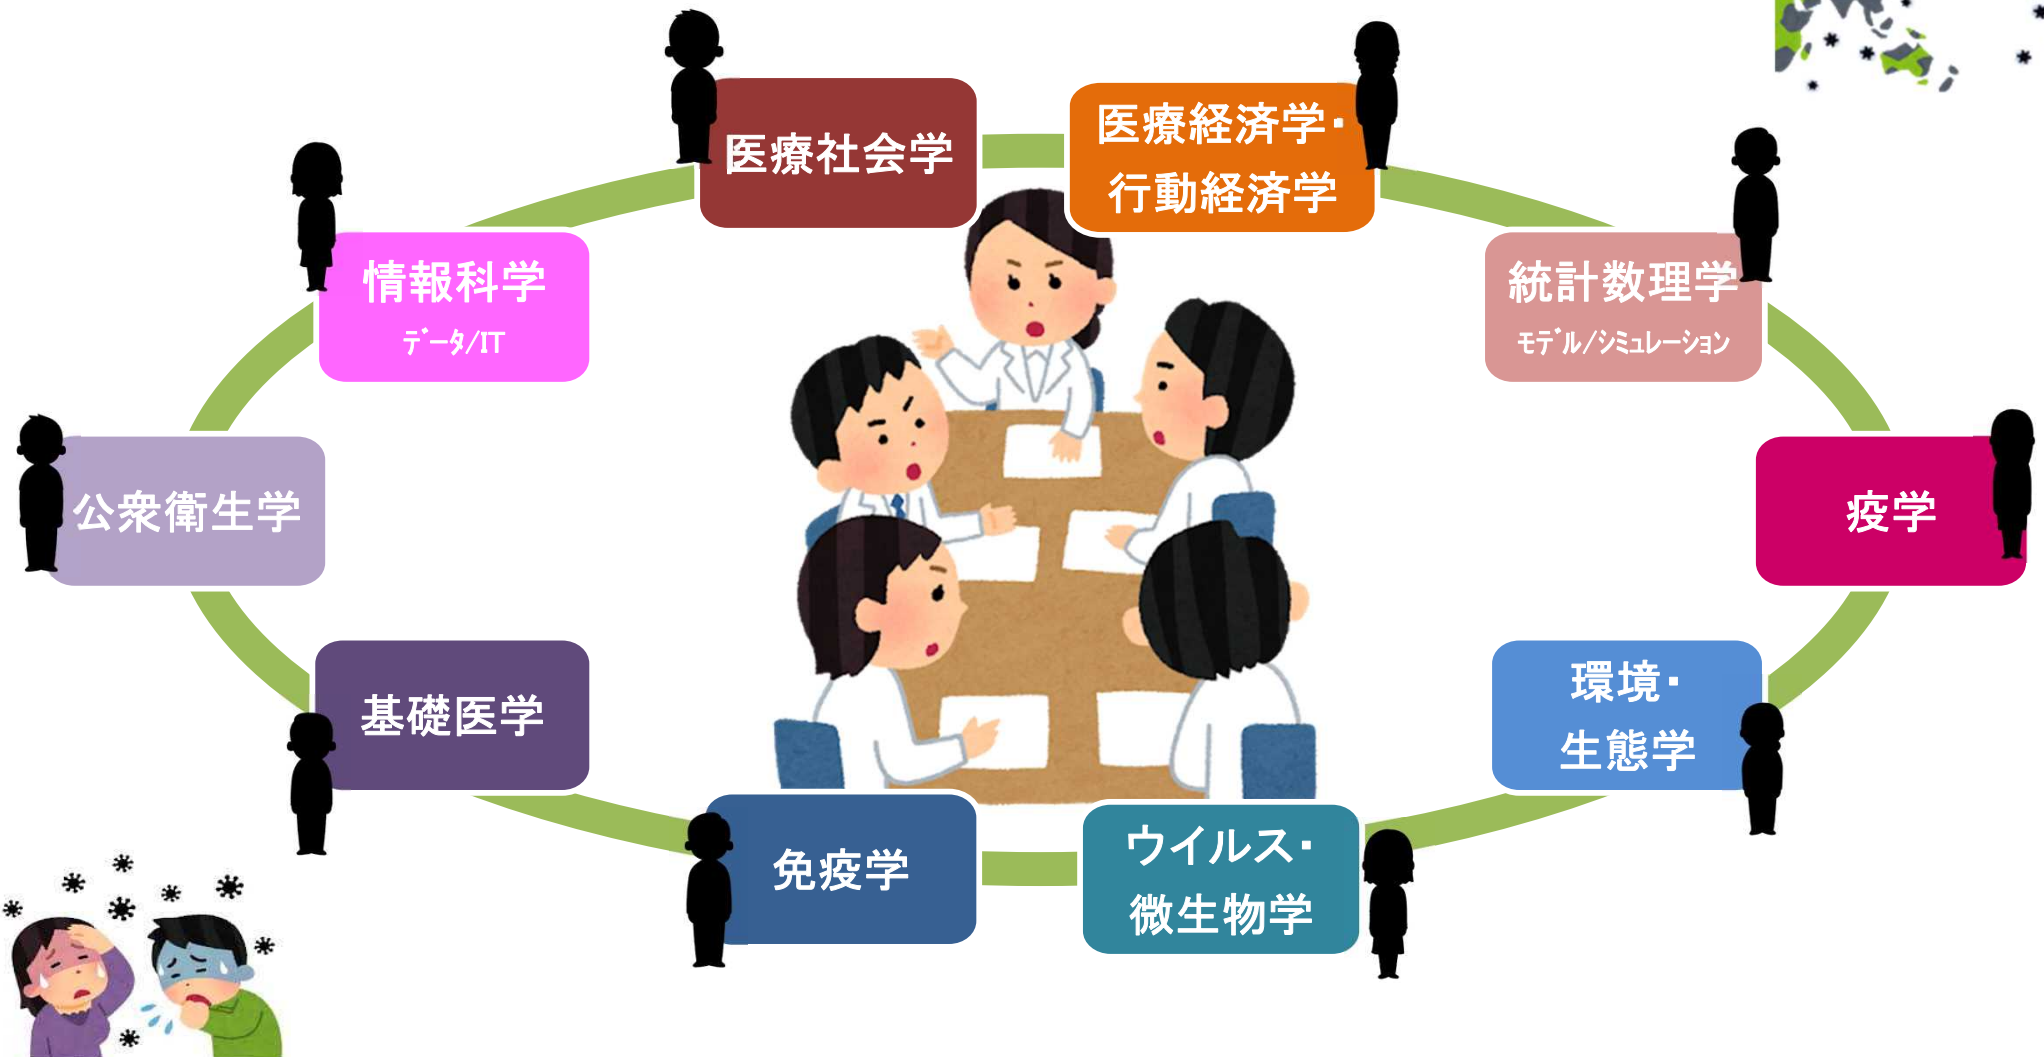 医療社会学
医療経済学・
行動経済学
情報科学
ﾃﾞｰﾀ/IT
統計数理学
ﾓﾃﾞﾙ/ｼﾐｭﾚｰｼｮﾝ
公衆衛生学
疫学
基礎医学
環境・
生態学
免疫学
ウイルス・
微生物学